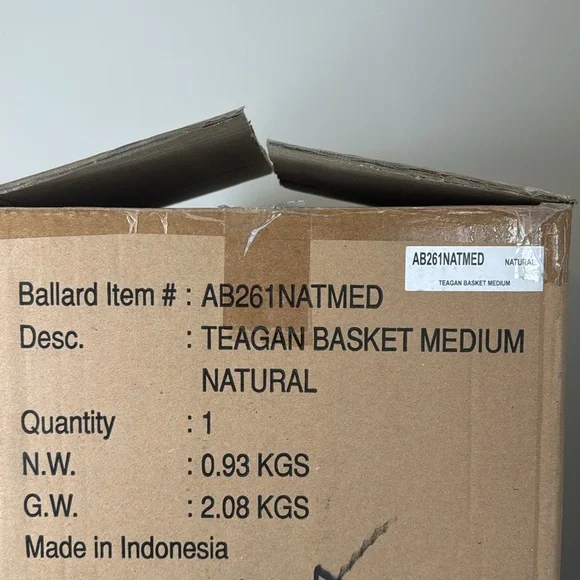 AB261NATMED NATURAL
TEAGAN BASKET MEDIUM
Ballard Item # : AB261NATMED
Desc. : TEAGAN BASKET MEDIUM
NATURAL
Quantity : 1
N.W. : 0.93 KGS
G.W. : 2.08 KGS
Made in Indonesia